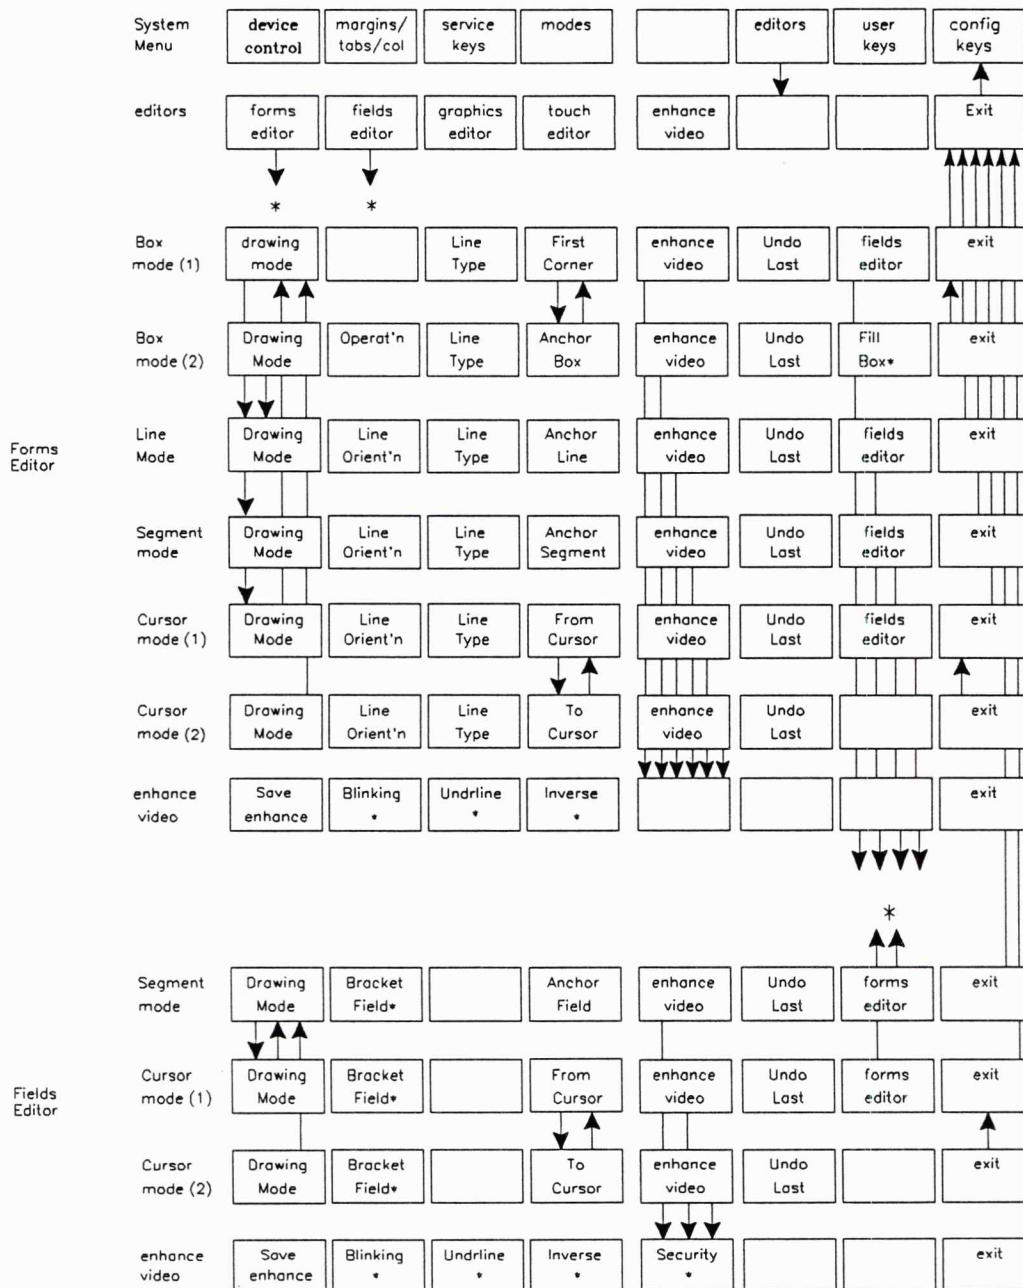 System device margins/ service modes editors user config
Menu control tabs/col keys keys keys
editors forms fields graphics touch enhance Exit
editor editor editor editor video
* *
Box drawing Line First enhance Undo fields exit
mode (1) mode Type Corner video Last editor
Box Drawing Operat'n Line Anchor enhance Undo Fill exit
mode (2) Mode Type Box video Last Box*
Forms
Editor
Line Drawing Line Line Anchor enhance Undo fields exit
Mode Mode Orient'n Type Line video Last editor
Segment Drawing Line Line Anchor enhance Undo fields exit
mode Mode Orient'n Type Segment video Last editor
Cursor Drawing Line Line From enhance Undo fields exit
mode (1) Mode Orient'n Type Cursor video Last editor
Cursor Drawing Line Line To enhance Undo exit
mode (2) Mode Orient'n Type Cursor video Last
enhance Save Blinking Undrline Inverse exit
video enhance * * *
*
Segment Drawing Bracket Anchor enhance Undo forms exit
mode Mode Field* Field video Last editor
Fields
Editor
Cursor Drawing Bracket From enhance Undo forms exit
mode (1) Mode Field* Cursor video Last editor
Cursor Drawing Bracket To enhance Undo exit
mode (2) Mode Field* Cursor video Last
enhance Save Blinking Undrline Inverse Security exit
video enhance * * * *